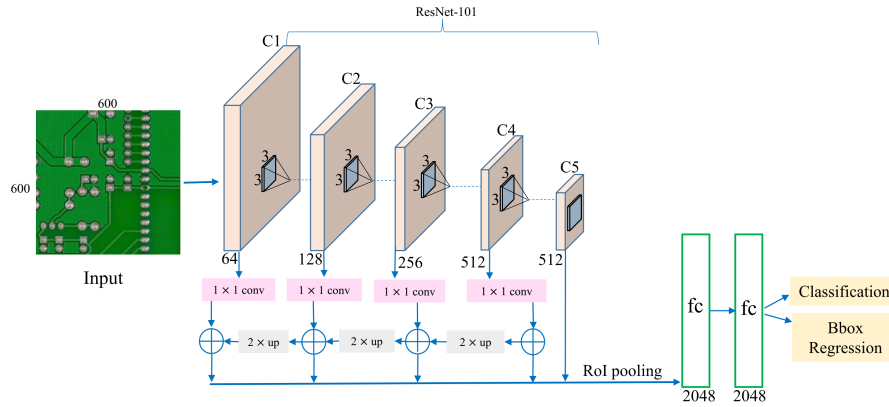 ResNet-101
C1
C2
C3
C4
C5
600
600
Input
3
3
3
3
3
3
3
3
64
128
256
512
512
1 × 1 conv
1 × 1 conv
1 × 1 conv
1 × 1 conv
2 × up
2 × up
2 × up
RoI pooling
fc
fc
2048
2048
Classification
Bbox
Regression